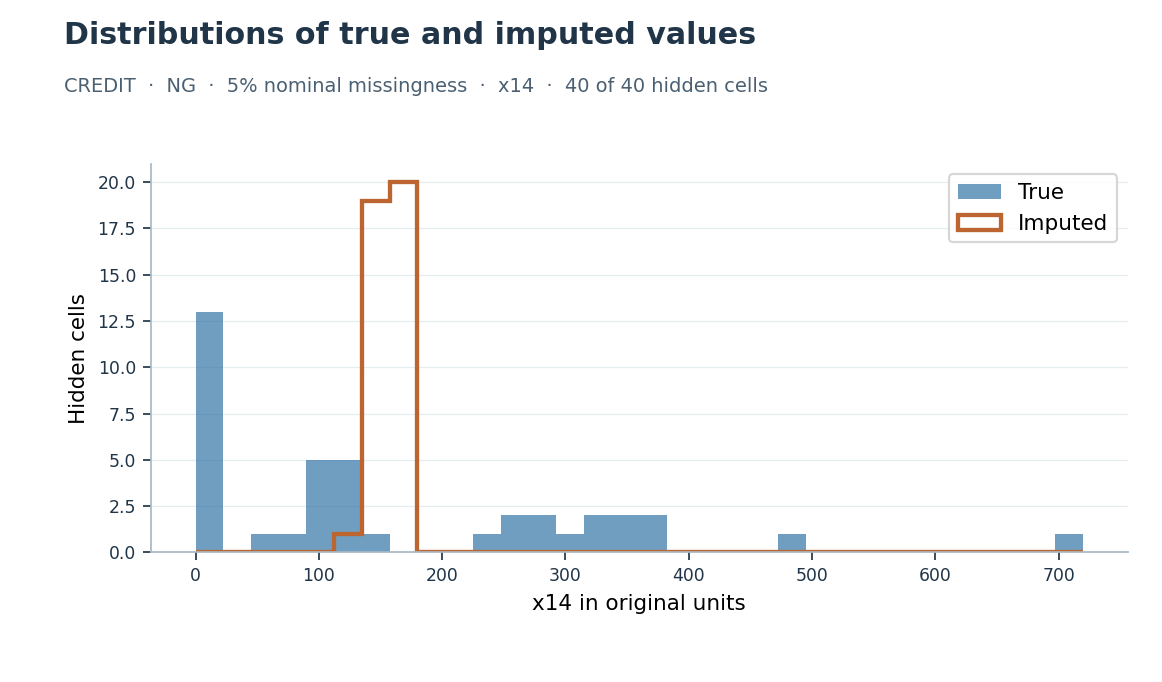 Distributions of true and imputed values
CREDIT · NG · 5% nominal missingness · x14 · 40 of 40 hidden cells
True
Imputed
Hidden cells
20.0
17.5
15.0
12.5
10.0
7.5
5.0
2.5
0.0
0 100 200 300 400 500 600 700
x14 in original units